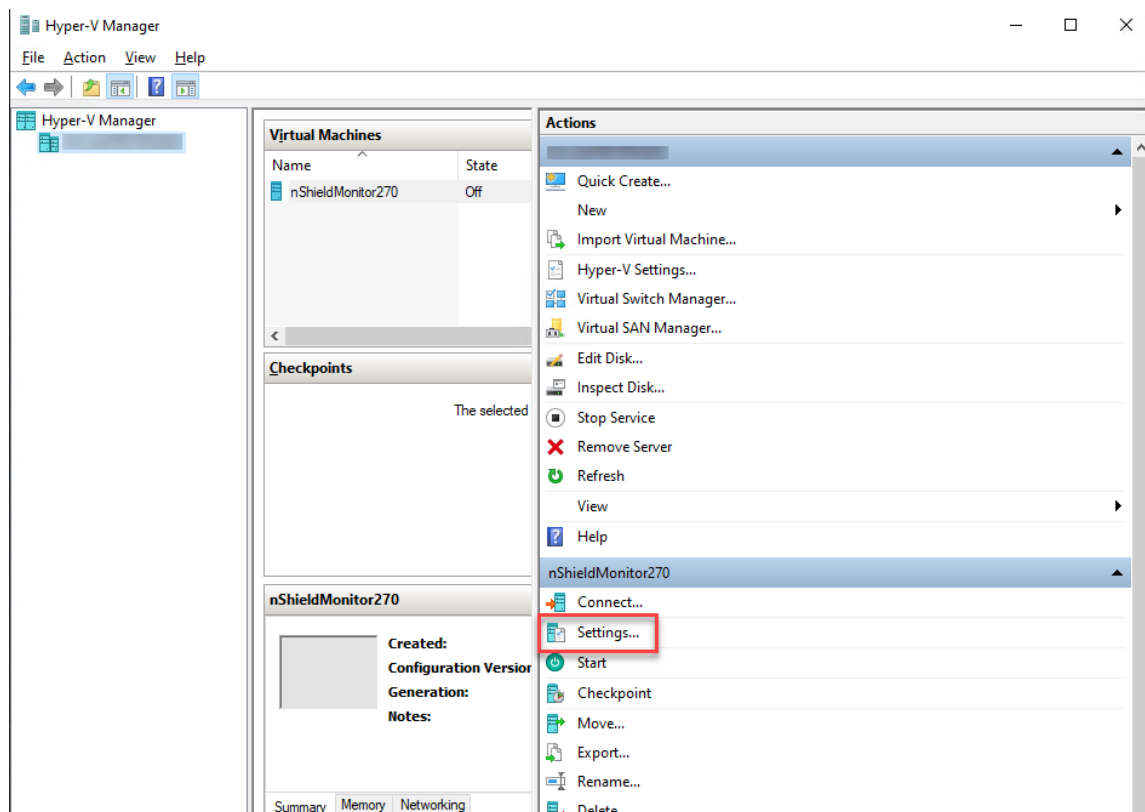 Hyper-V Manager
File Action View Help
Hyper-V Manager
Virtual Machines
Name State
nShieldMonitor270 Off
Checkpoints
The selected
nShieldMonitor270
Created:
Configuration Version
Generation:
Notes:
Summary Memory Networking
Actions
Quick Create...
New
Import Virtual Machine...
Hyper-V Settings...
Virtual Switch Manager...
Virtual SAN Manager...
Edit Disk...
Inspect Disk...
Stop Service
Remove Server
Refresh
View
Help
nShieldMonitor270
Connect...
Settings...
Start
Checkpoint
Move...
Export...
Rename...
Delete